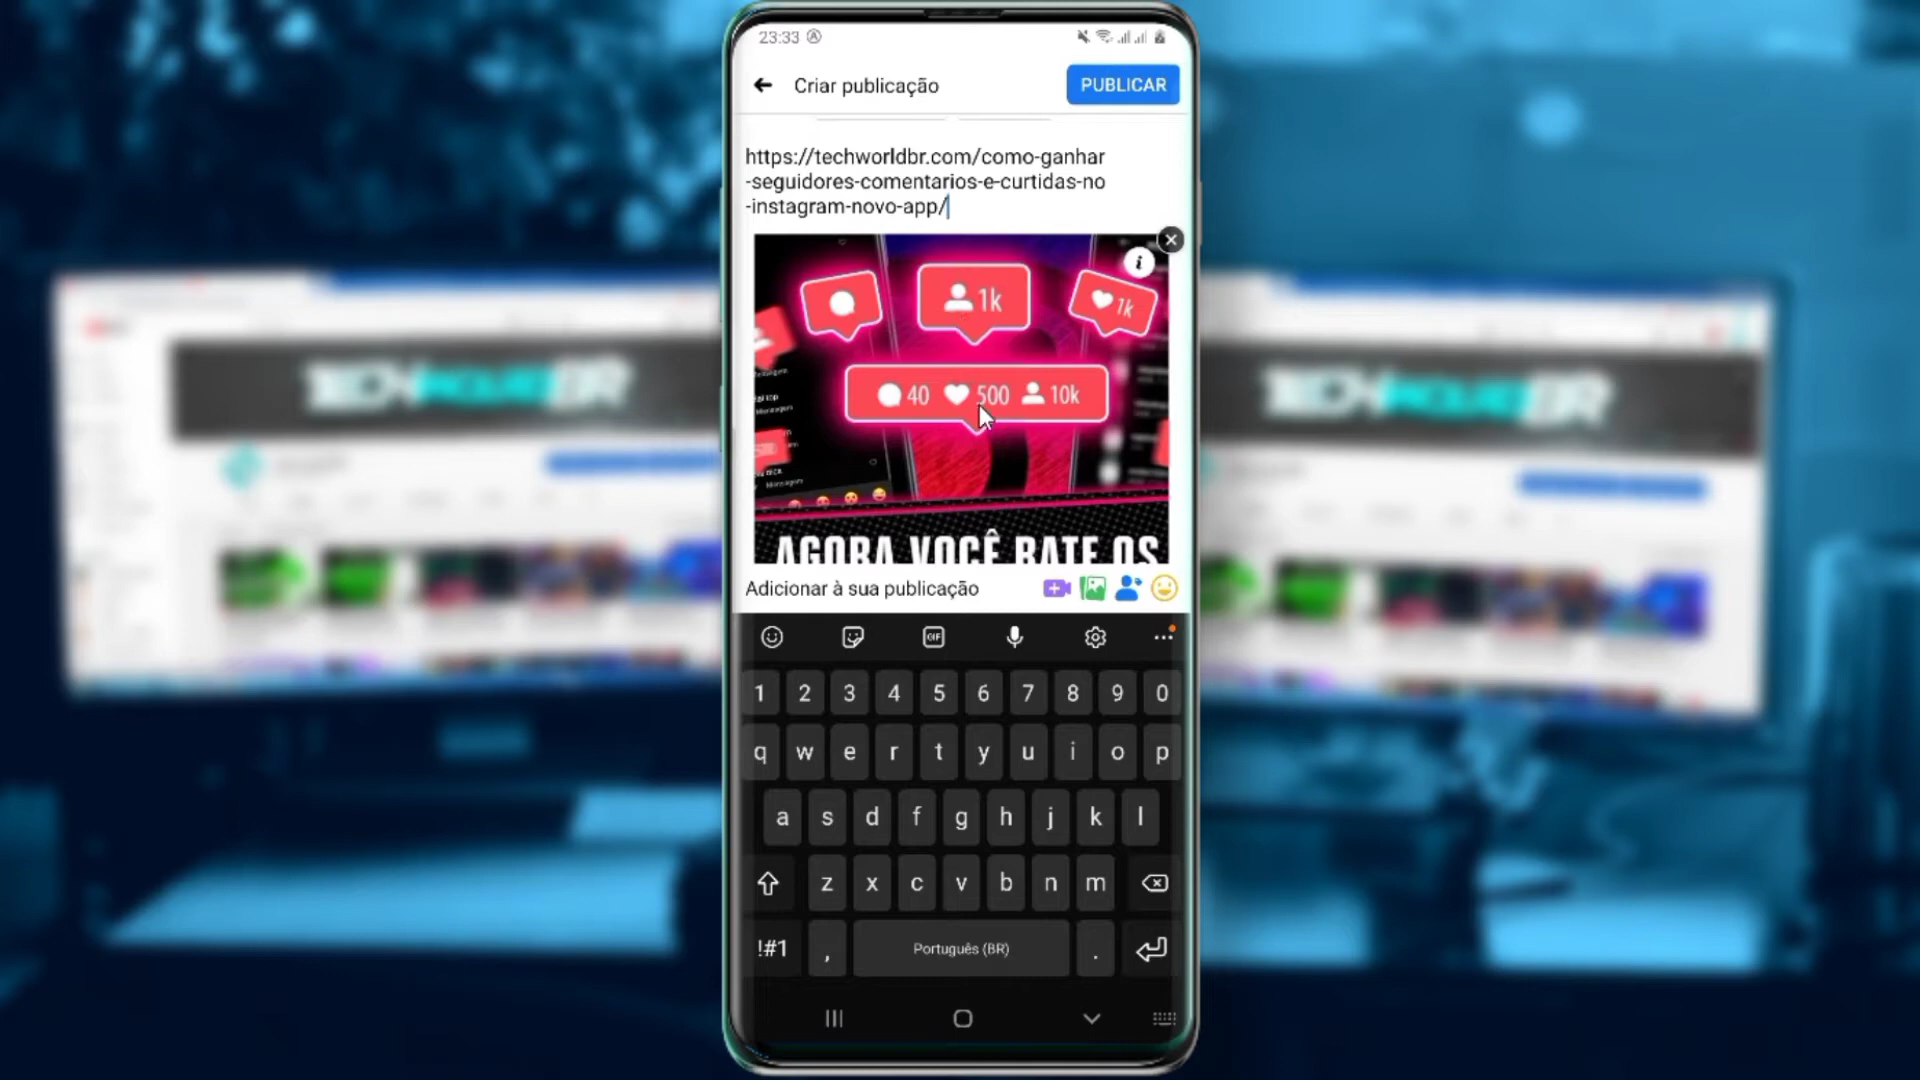 23:33
Criar publicação
PUBLICAR
https://techworldbr.com/como-ganhar
-seguidores-comentarios-e-curtidas-no
-instagram-novo-app/
i
1k
1k
40 500 10k
Mensagem
AGORA VOCÊ BATE OS
Adicionar à sua publicação
GIF
1 2 3 4 5 6 7 8 9 0
q w e r t y u i o p
a s d f g h j k l
z x c v b n m
!#1 , Português (BR) .